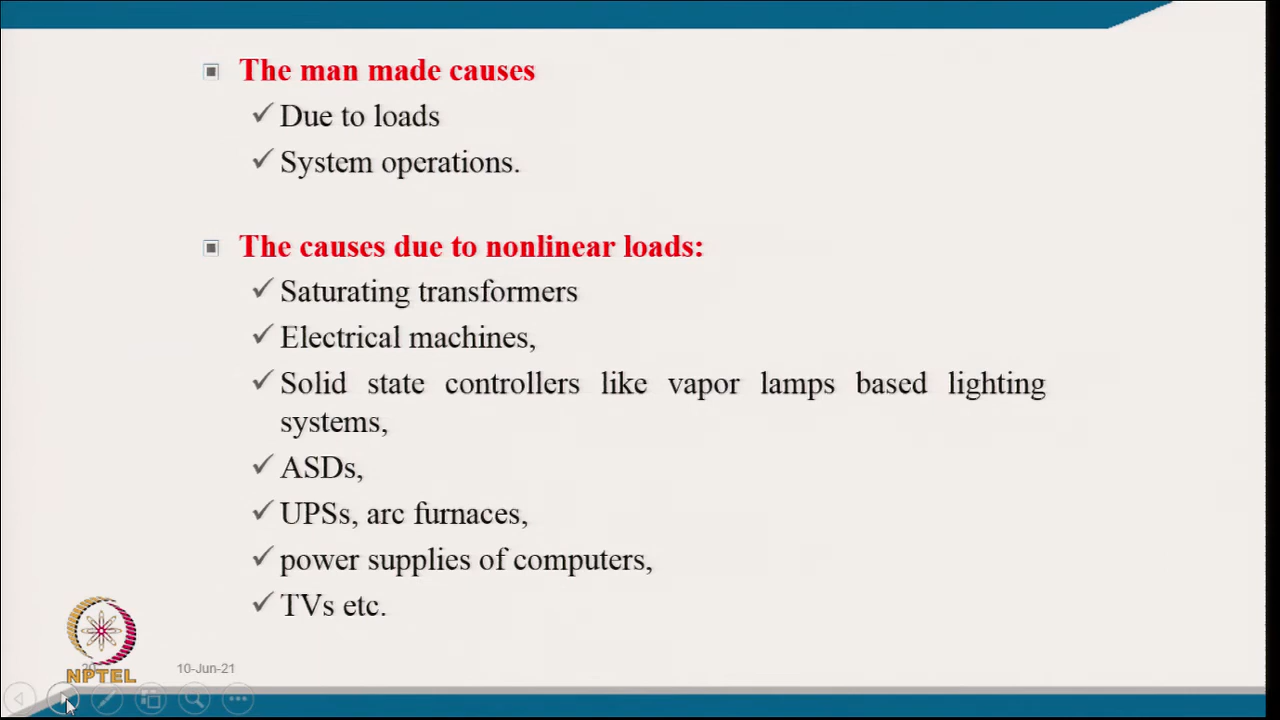 The man made causes
Due to loads
System operations.
The causes due to nonlinear loads:
Saturating transformers
Electrical machines,
Solid state controllers like vapor lamps based lighting
systems,
ASDs,
UPSs, arc furnaces,
power supplies of computers,
TVs etc.
10-Jun-21
NPTEL